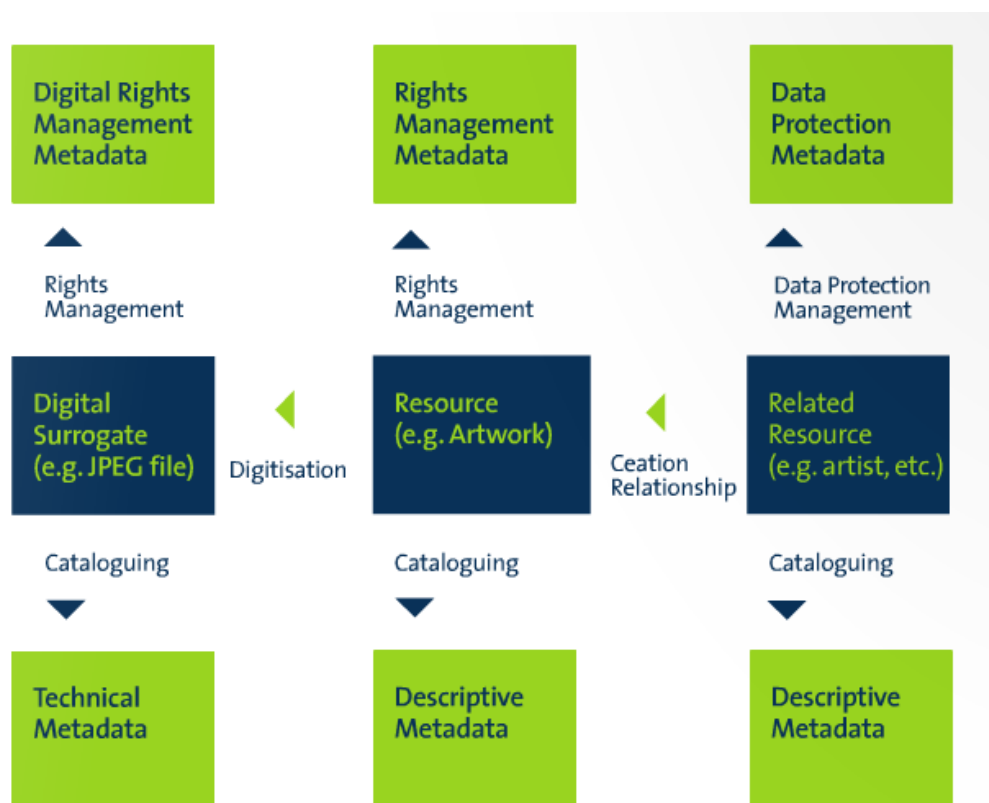 Digital Rights
Management
Metadata
Rights
Management
Metadata
Data
Protection
Metadata
Rights
Management
Rights
Management
Data Protection
Management
Digital
Surrogate
(e.g. JPEG file)
Digitisation
Resource
(e.g. Artwork)
Ceation
Relationship
Related
Resource
(e.g. artist, etc.)
Cataloguing
Cataloguing
Cataloguing
Technical
Metadata
Descriptive
Metadata
Descriptive
Metadata